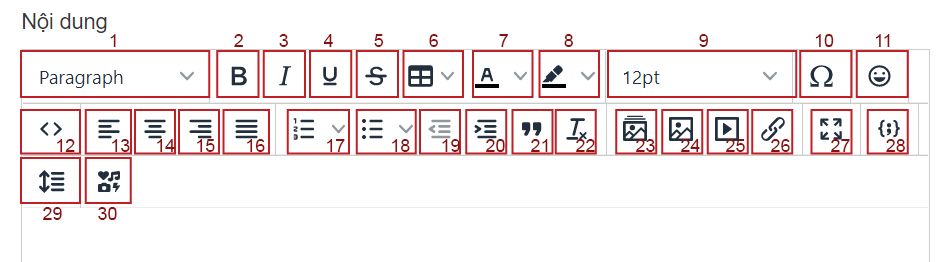 Nội dung
1 2 3 4 5 6 7 8 9 10 11
Paragraph B I U S A 12pt Ω
12 13 14 15 16 17 18 19 20 21 22 23 24 25 26 27 28
29 30